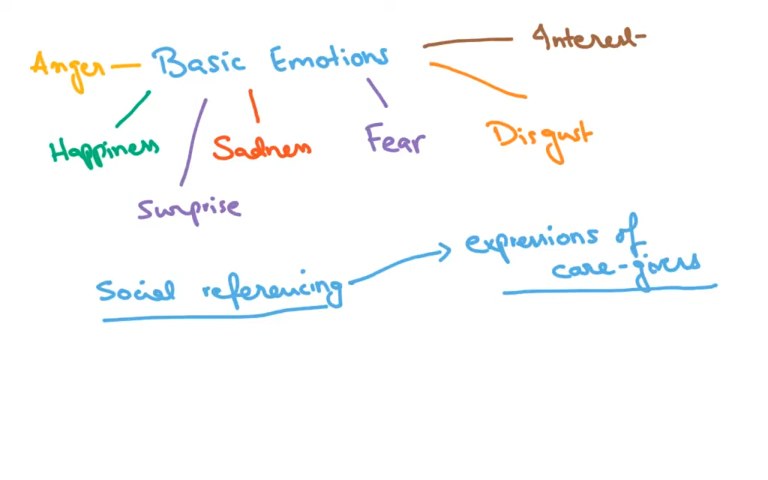 Interest
Anger — Basic Emotions
Happiness
Sadness
Fear
Disgust
Surprise
expressions of
care-givers
Social referencing